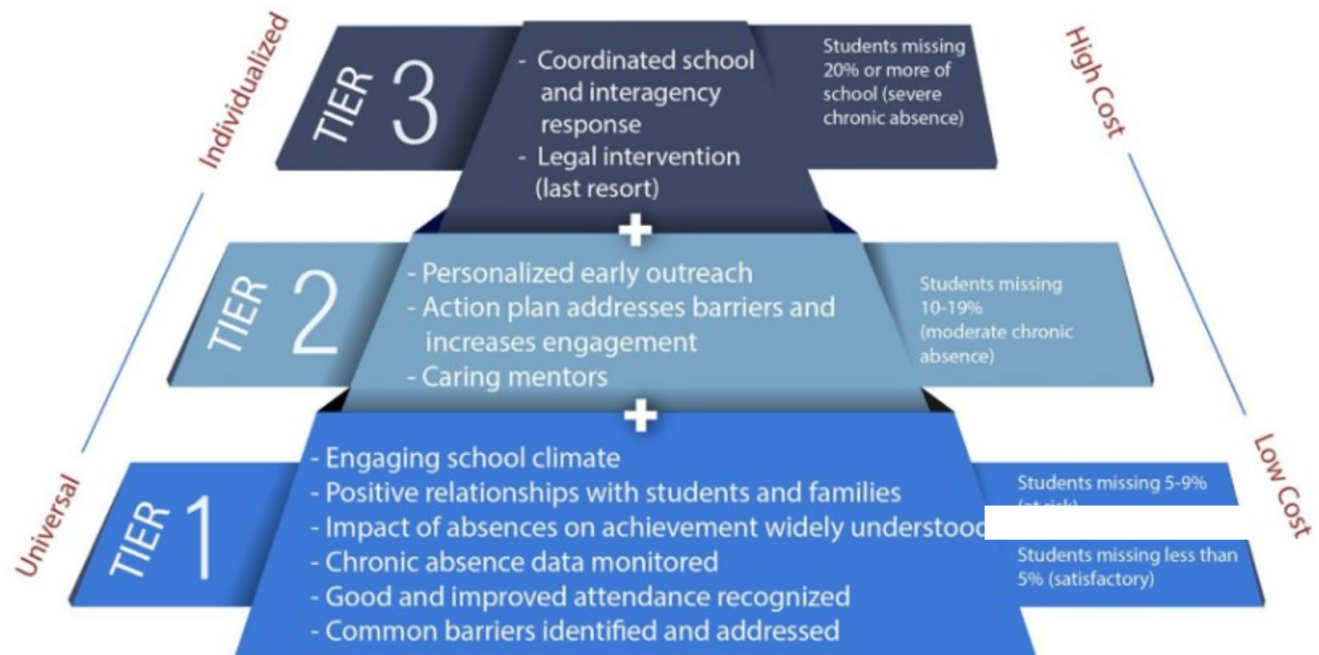 Individualized
Universal
High Cost
Low Cost
TIER 3
- Coordinated school
and interagency
response
- Legal intervention
(last resort)
Students missing
20% or more of
school (severe
chronic absence)
+
TIER 2
- Personalized early outreach
- Action plan addresses barriers and
increases engagement
- Caring mentors
Students missing
10-19%
(moderate chronic
absence)
+
TIER 1
- Engaging school climate
- Positive relationships with students and families
- Impact of absences on achievement widely understood
- Chronic absence data monitored
- Good and improved attendance recognized
- Common barriers identified and addressed
Students missing 5-9%
(at risk)
Students missing less than
5% (satisfactory)